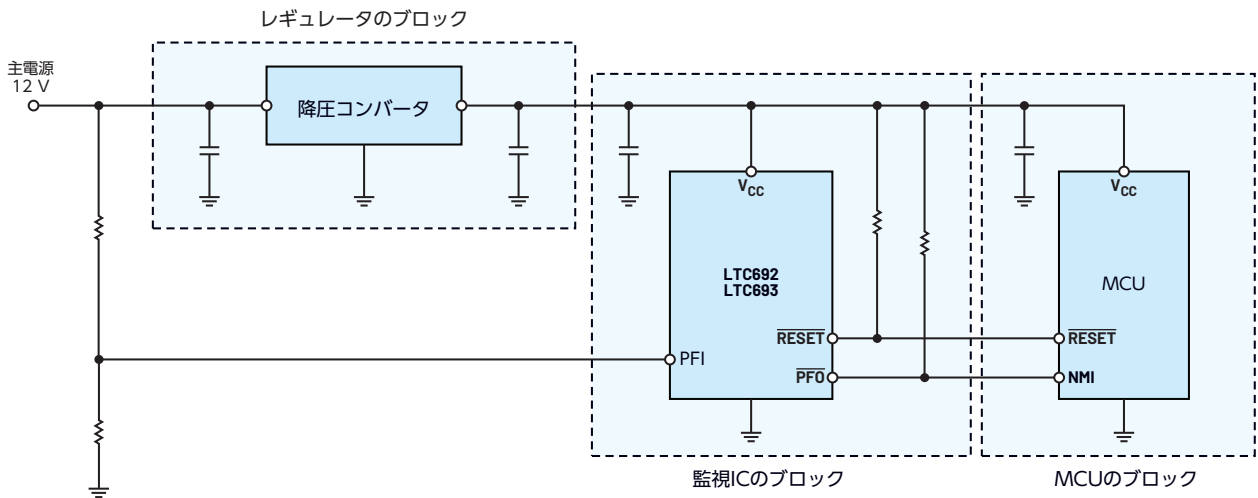 レギュレータのブロック
主電源
12 V
降圧コンバータ
VCC
LTC692
LTC693
RESET
PFI
PFO
監視ICのブロック
VCC
MCU
RESET
NMI
MCUのブロック